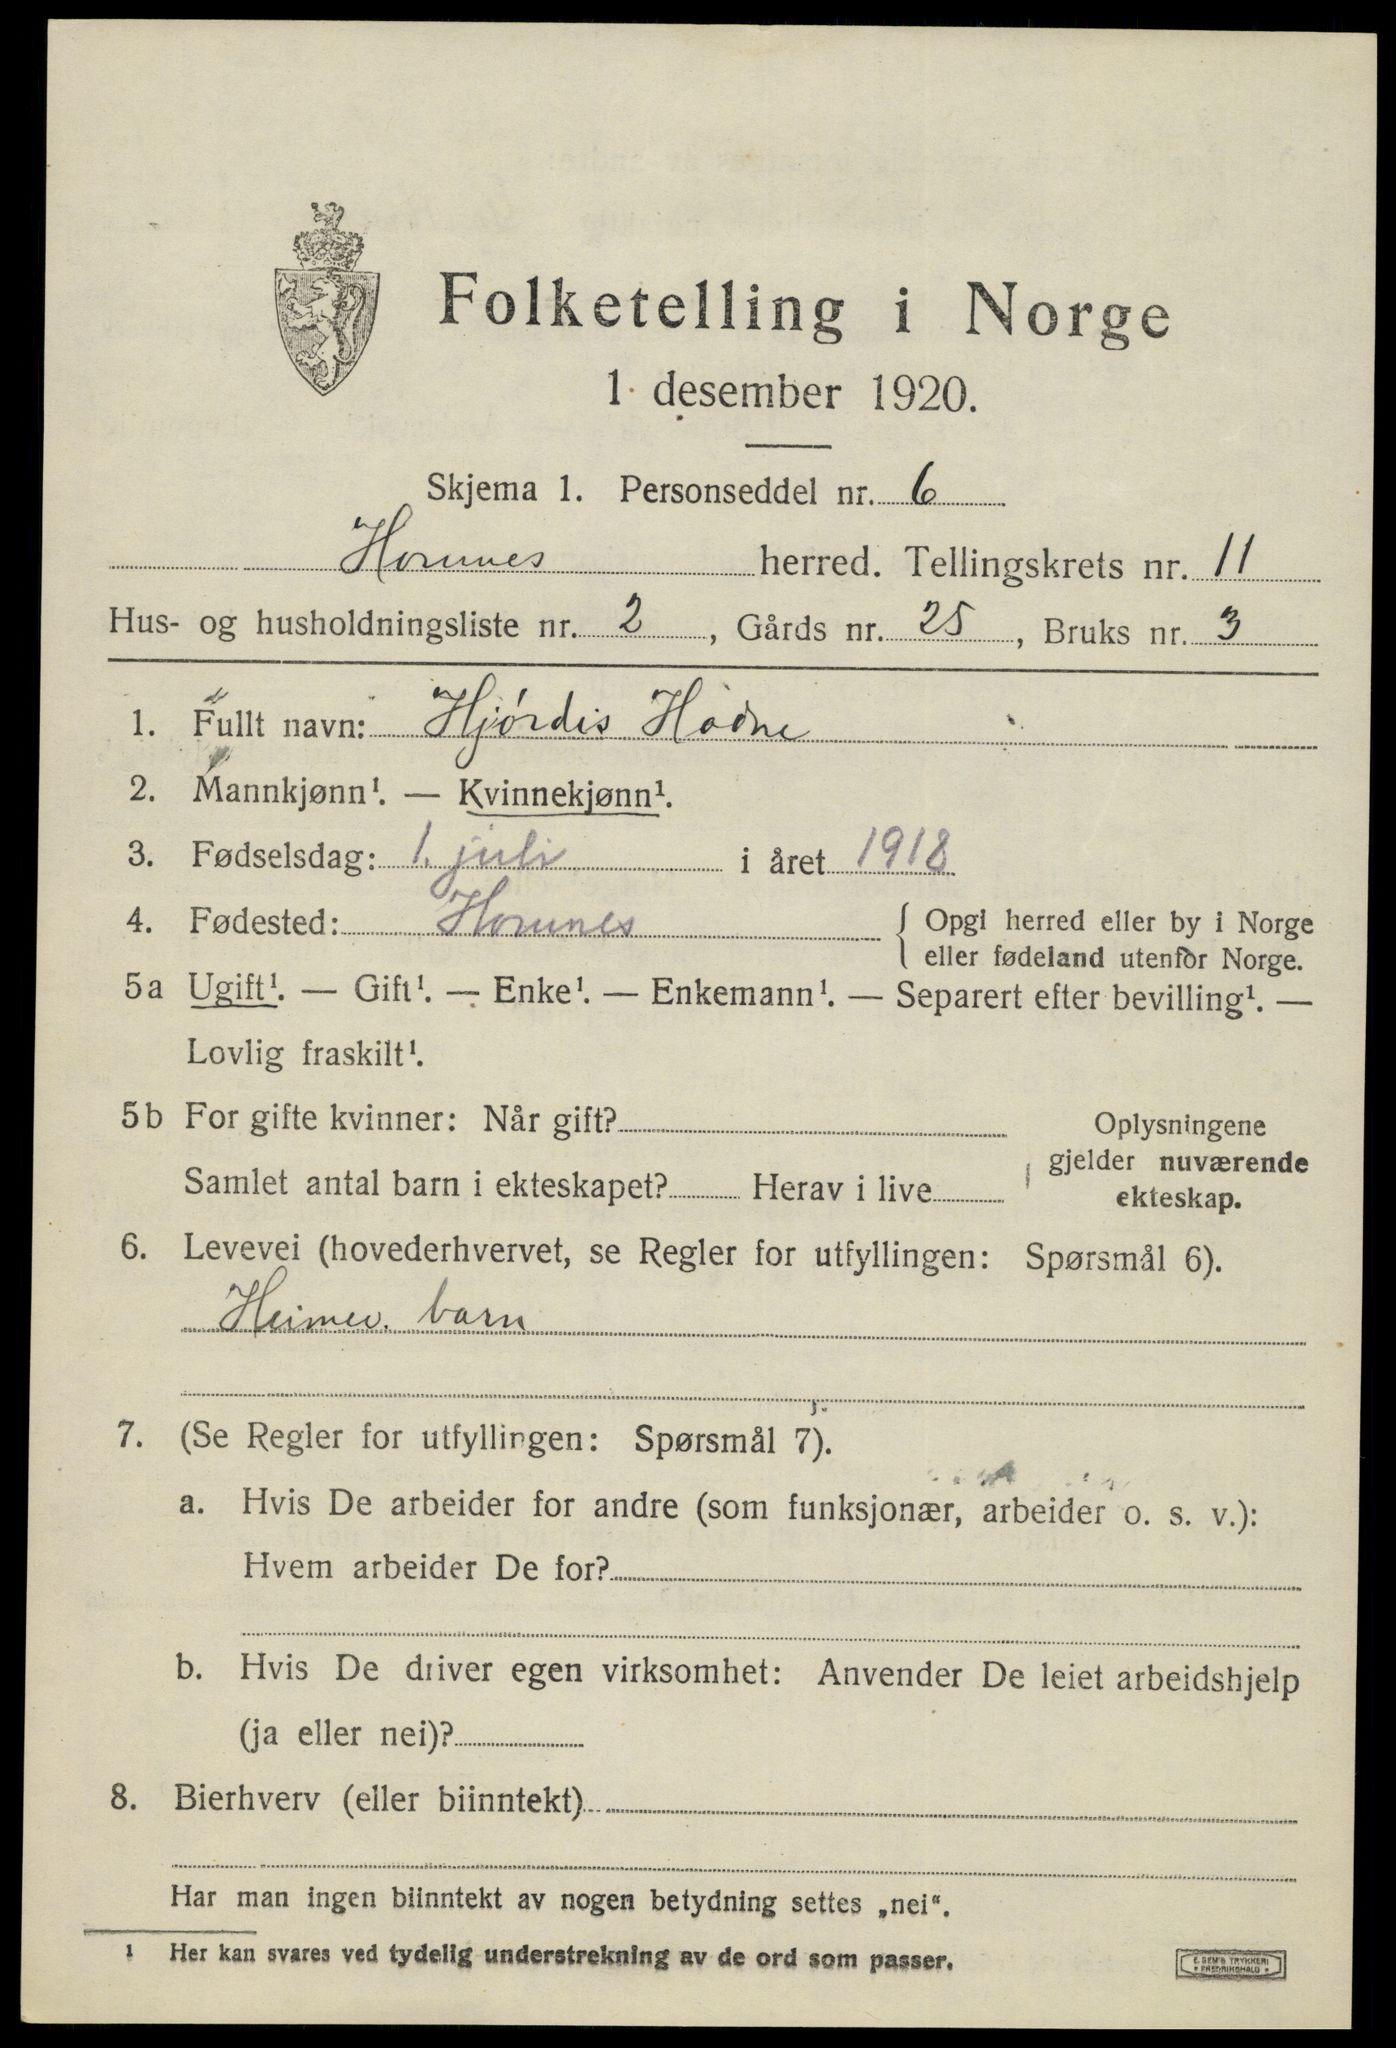 Folketelling i Norge
1. desember 1920.
Skjema 1. Personseddel nr. 6
Hornnes herred. Tellingskrets nr. 11
Hus- og husholdningsliste nr. 2, Gårds nr. 25, Bruks nr. 3
1. Fullt navn: Hjørdis Hodne
2. Mannkjønn¹. — Kvinnekjønn¹.
3. Fødselsdag: 1. juli i året 1918
4. Fødested: Hornnes { Opgi herred eller by i Norge
eller fødeland utenfor Norge.
5a Ugift¹. — Gift¹. — Enke¹. — Enkemann¹. — Separert efter bevilling¹. —
Lovlig fraskilt¹.
5b For gifte kvinner: Når gift?
Samlet antal barn i ekteskapet? Herav i live
Oplysningene
gjelder nuværende
ekteskap.
6. Levevei (hovederhvervet, se Regler for utfyllingen: Spørsmål 6).
Heimev. barn
7. (Se Regler for utfyllingen: Spørsmål 7).
a. Hvis De arbeider for andre (som funksjonær, arbeider o. s. v.):
Hvem arbeider De for?
b. Hvis De driver egen virksomhet: Anvender De leiet arbeidshjelp
(ja eller nei)?
8. Bierhverv (eller biinntekt)
Har man ingen biinntekt av nogen betydning settes „nei“.
1 Her kan svares ved tydelig understrekning av de ord som passer.
E. SEM'S TRYKKERI
* FREDRIKSHALD *